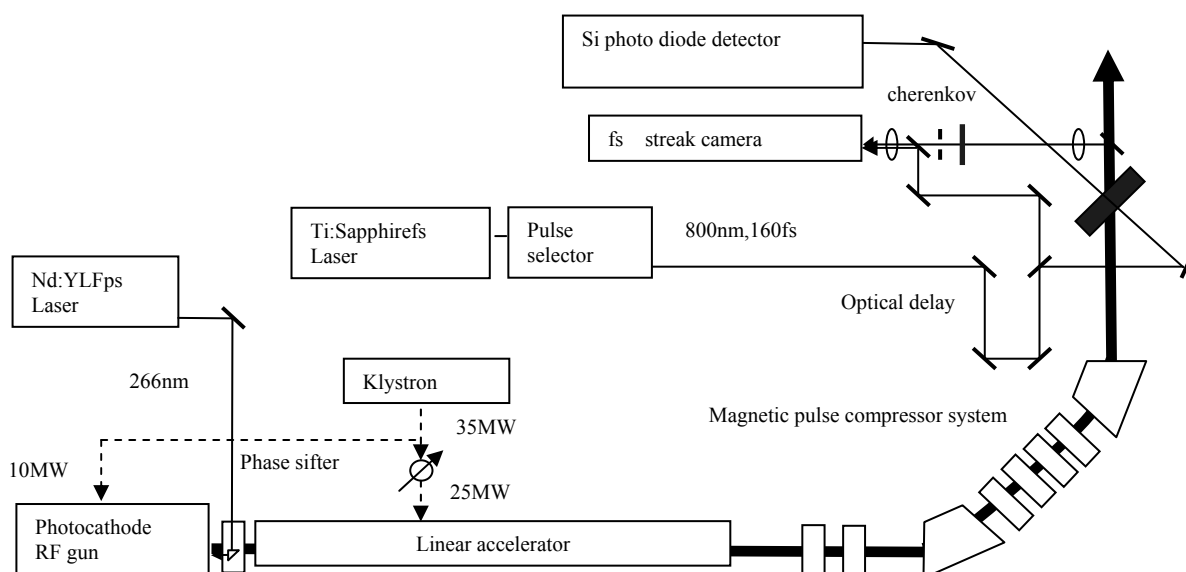 Si photo diode detector
cherenkov
fs streak camera
Ti:Sapphirefs
Laser
Pulse
selector
800nm,160fs
Nd:YLFps
Laser
Optical delay
266nm
Klystron
Magnetic pulse compressor system
35MW
Phase sifter
10MW
25MW
Photocathode
RF gun
Linear accelerator